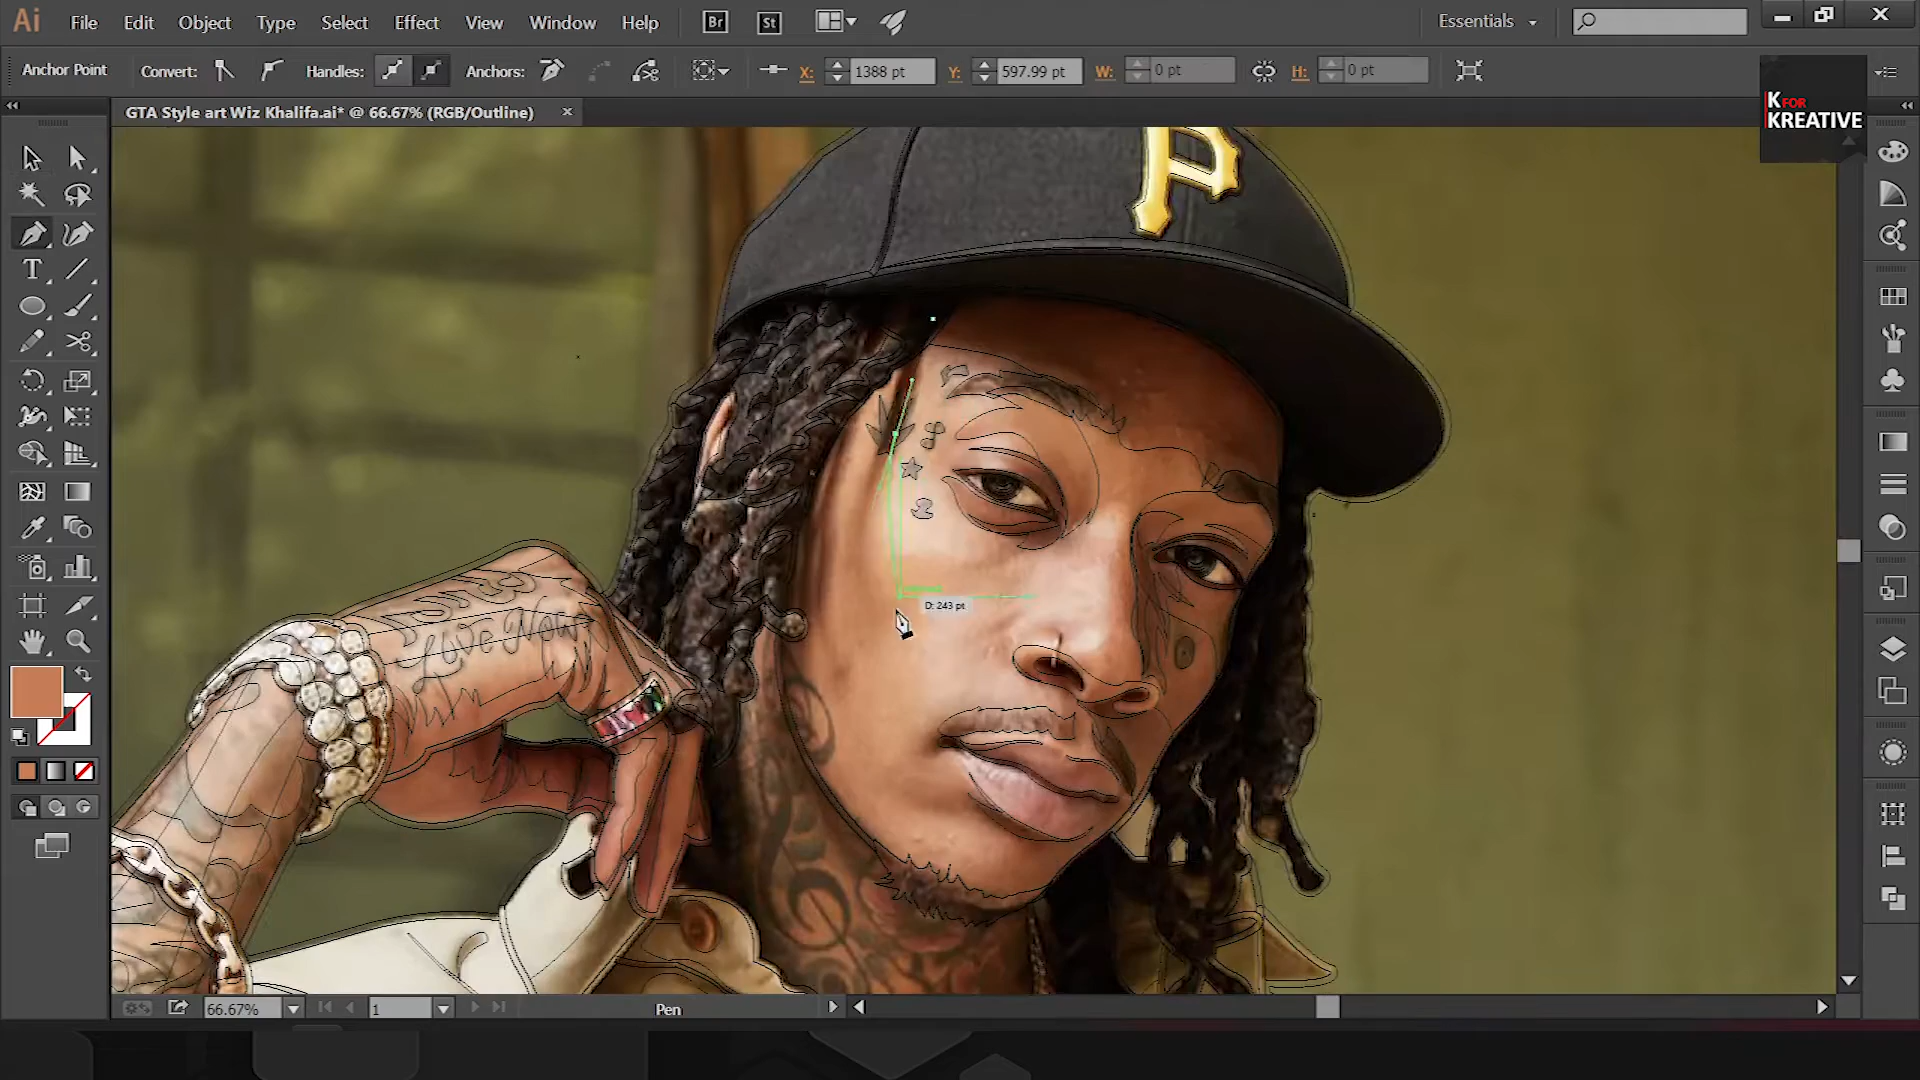 Ai File Edit Object Type Select Effect View Window Help Br St Essentials
Anchor Point Convert: Handles: Anchors: X: 1388 pt Y: 597.99 pt W: 0 pt H: 0 pt
K FOR
KREATIVE
GTA Style art Wiz Khalifa.ai* @ 66.67% (RGB/Outline) ×
P
D: 243 pt
Love Now
66.67% 1 Pen